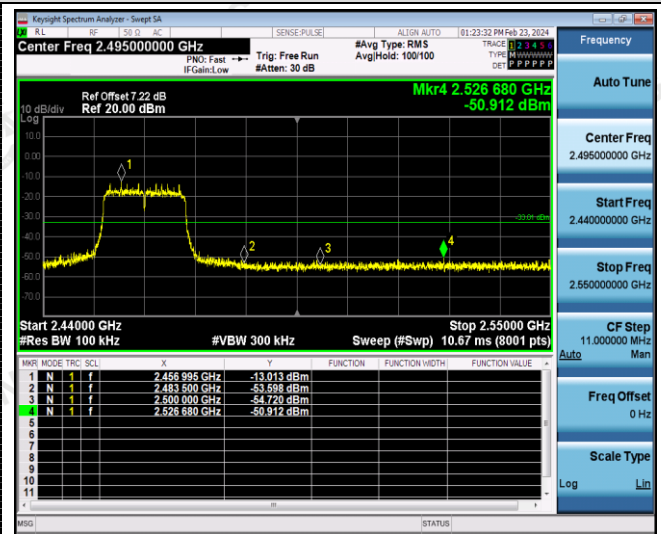 Keysight Spectrum Analyzer - Swept SA
RL RF 50 Ω AC SENSE:PULSE ALIGN AUTO 01:23:32 PM Feb 23, 2024
Center Freq 2.495000000 GHz
PNO: Fast
IFGain:Low
Trig: Free Run
#Atten: 30 dB
#Avg Type: RMS
Avg|Hold: 100/100
TRACE 1 2 3 4 5 6
TYPE M W W W W W
DET P P P P P P
Frequency
Auto Tune
Center Freq
2.495000000 GHz
Start Freq
2.440000000 GHz
Stop Freq
2.550000000 GHz
CF Step
11.000000 MHz
Auto Man
Freq Offset
0 Hz
Scale Type
Log Lin
Ref Offset 7.22 dB
10 dB/div Ref 20.00 dBm
Log
Mkr4 2.526 680 GHz
-50.912 dBm
10.0
0.00
-10.0
-20.0
-30.0
-40.0
-50.0
-60.0
-70.0
1
2
3
4
-33.01 dBm
Start 2.44000 GHz Stop 2.55000 GHz
#Res BW 100 kHz #VBW 300 kHz Sweep (#Swp) 10.67 ms (8001 pts)
MKR MODE TRC SCL X Y FUNCTION FUNCTION WIDTH FUNCTION VALUE
1 N 1 f 2.456 995 GHz -13.013 dBm
2 N 1 f 2.483 500 GHz -53.598 dBm
3 N 1 f 2.500 000 GHz -54.720 dBm
4 N 1 f 2.526 680 GHz -50.912 dBm
5
6
7
8
9
10
11
MSG STATUS